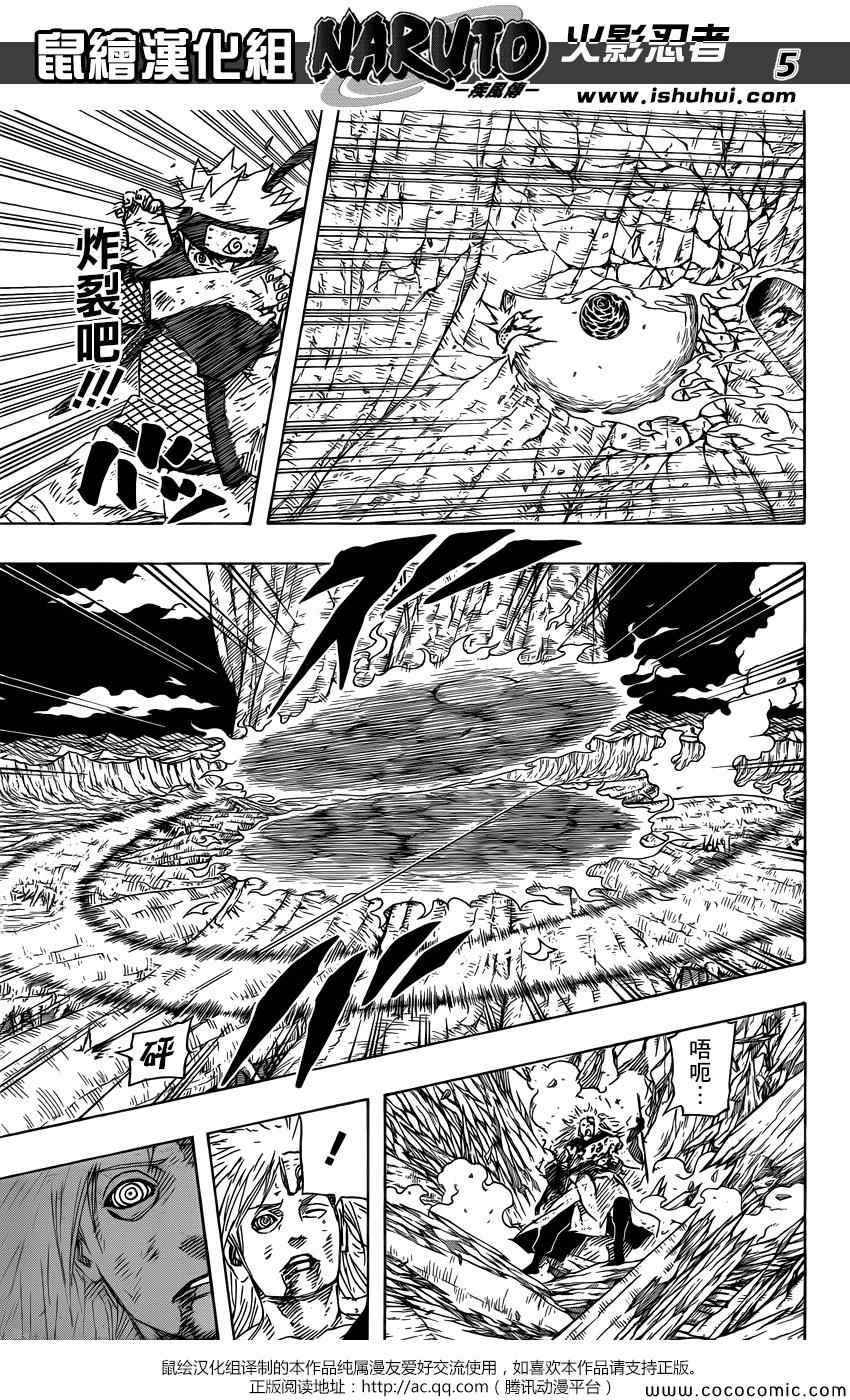 鼠繪漢化組
NARUTO
-疾風傳-
火影忍者
5
www.ishuhui.com
炸裂吧!!!
バッ
ズズ
砰
唔呃…
!
鼠绘汉化组译制的本作品纯属漫友爱好交流使用，如喜欢本作品请支持正版。
正版阅读地址：http://ac.qq.com（腾讯动漫平台）
www.cococomic.com